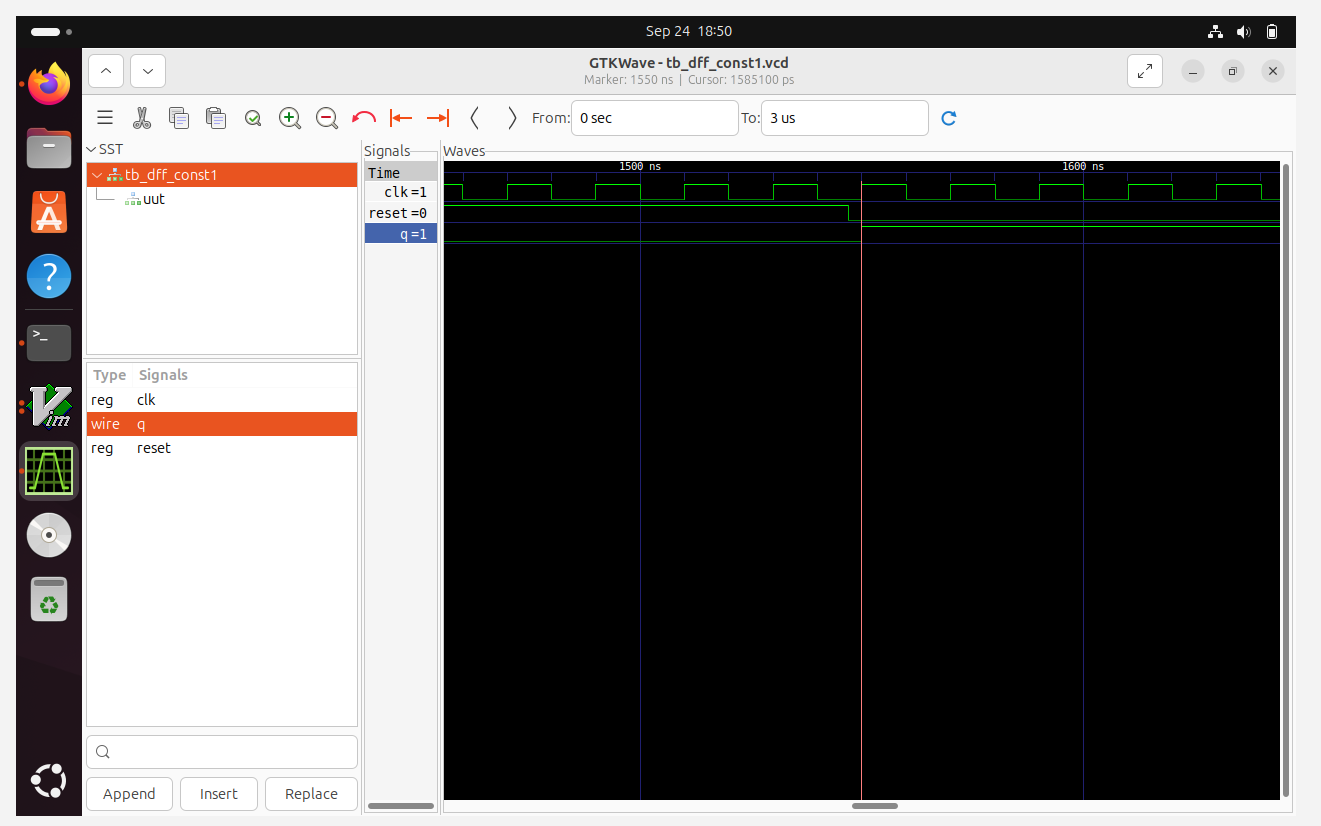 Sep 24 18:50
GTKWave - tb_dff_const1.vcd
Marker: 1550 ns | Cursor: 1585100 ps
From: 0 sec To: 3 us
SST
tb_dff_const1
uut
Type Signals
reg clk
wire q
reg reset
Append Insert Replace
Signals
Time
clk =1
reset =0
q =1
Waves
1500 ns 1600 ns
>_
?
A
Vim